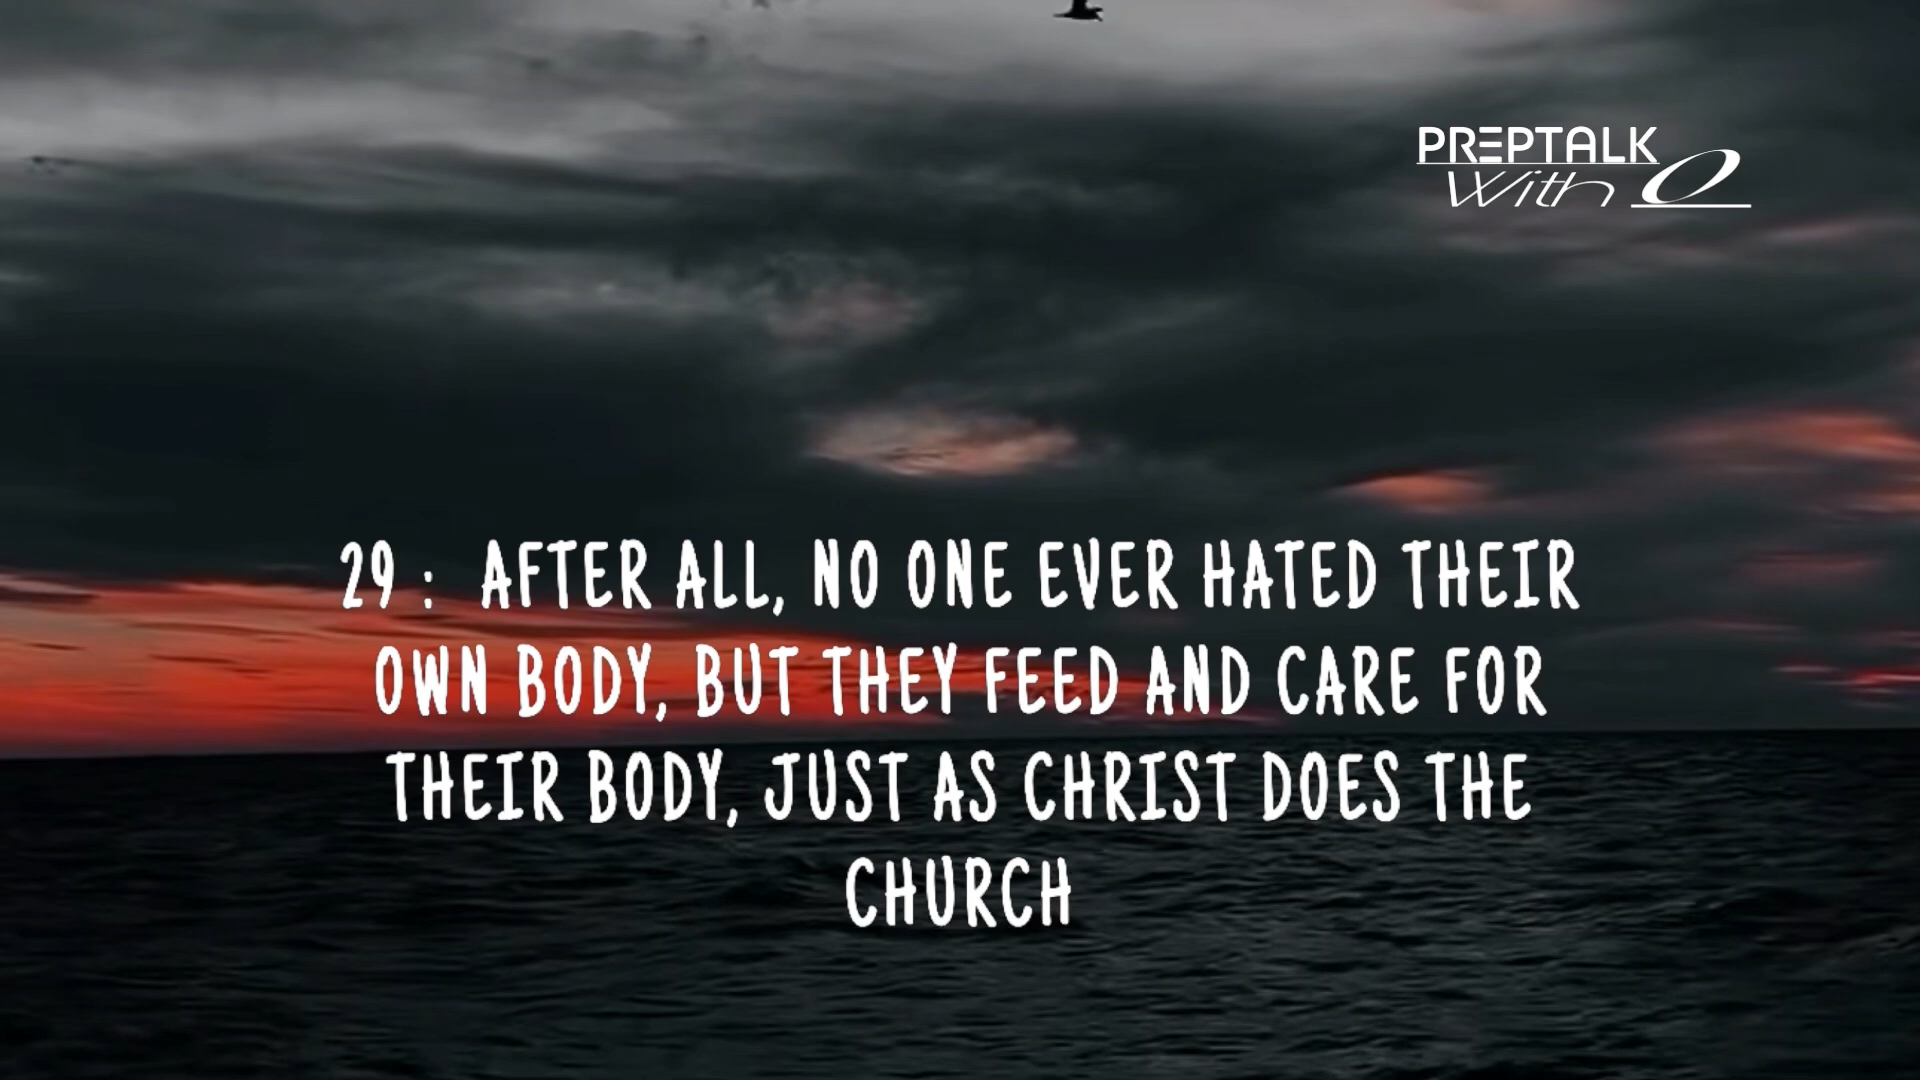 PREPTALK
With Q
29 : AFTER ALL, NO ONE EVER HATED THEIR
OWN BODY, BUT THEY FEED AND CARE FOR
THEIR BODY, JUST AS CHRIST DOES THE
CHURCH